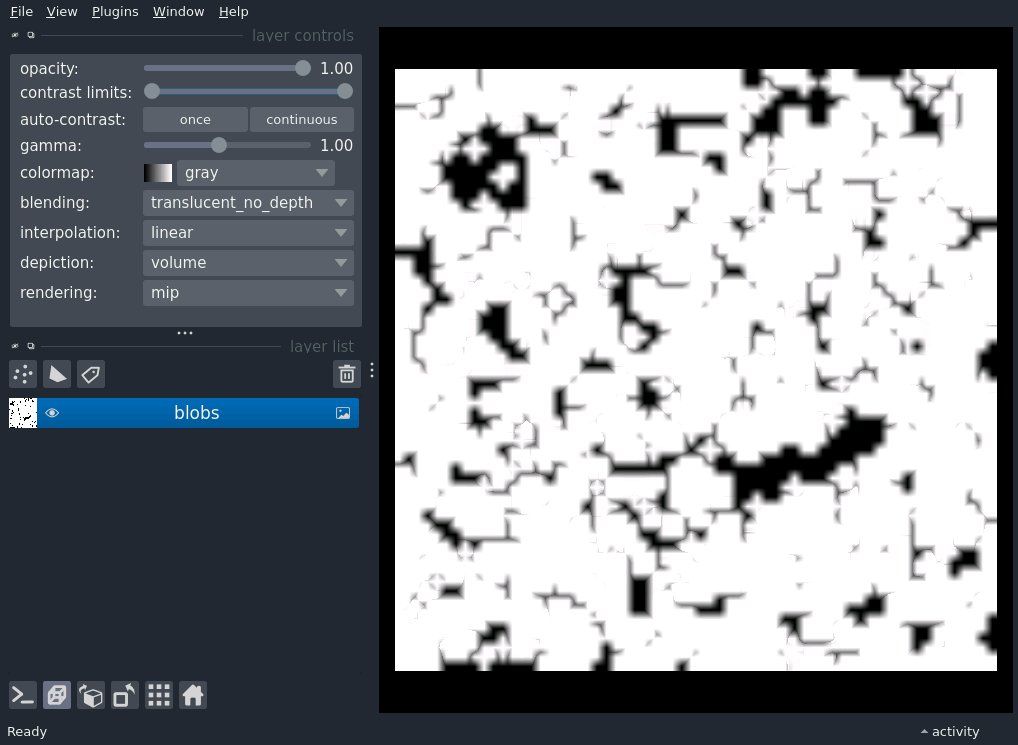 File View Plugins Window Help
layer controls
opacity: 1.00
contrast limits:
auto-contrast: once continuous
gamma: 1.00
colormap: gray
blending: translucent_no_depth
interpolation: linear
depiction: volume
rendering: mip
layer list
blobs
Ready activity